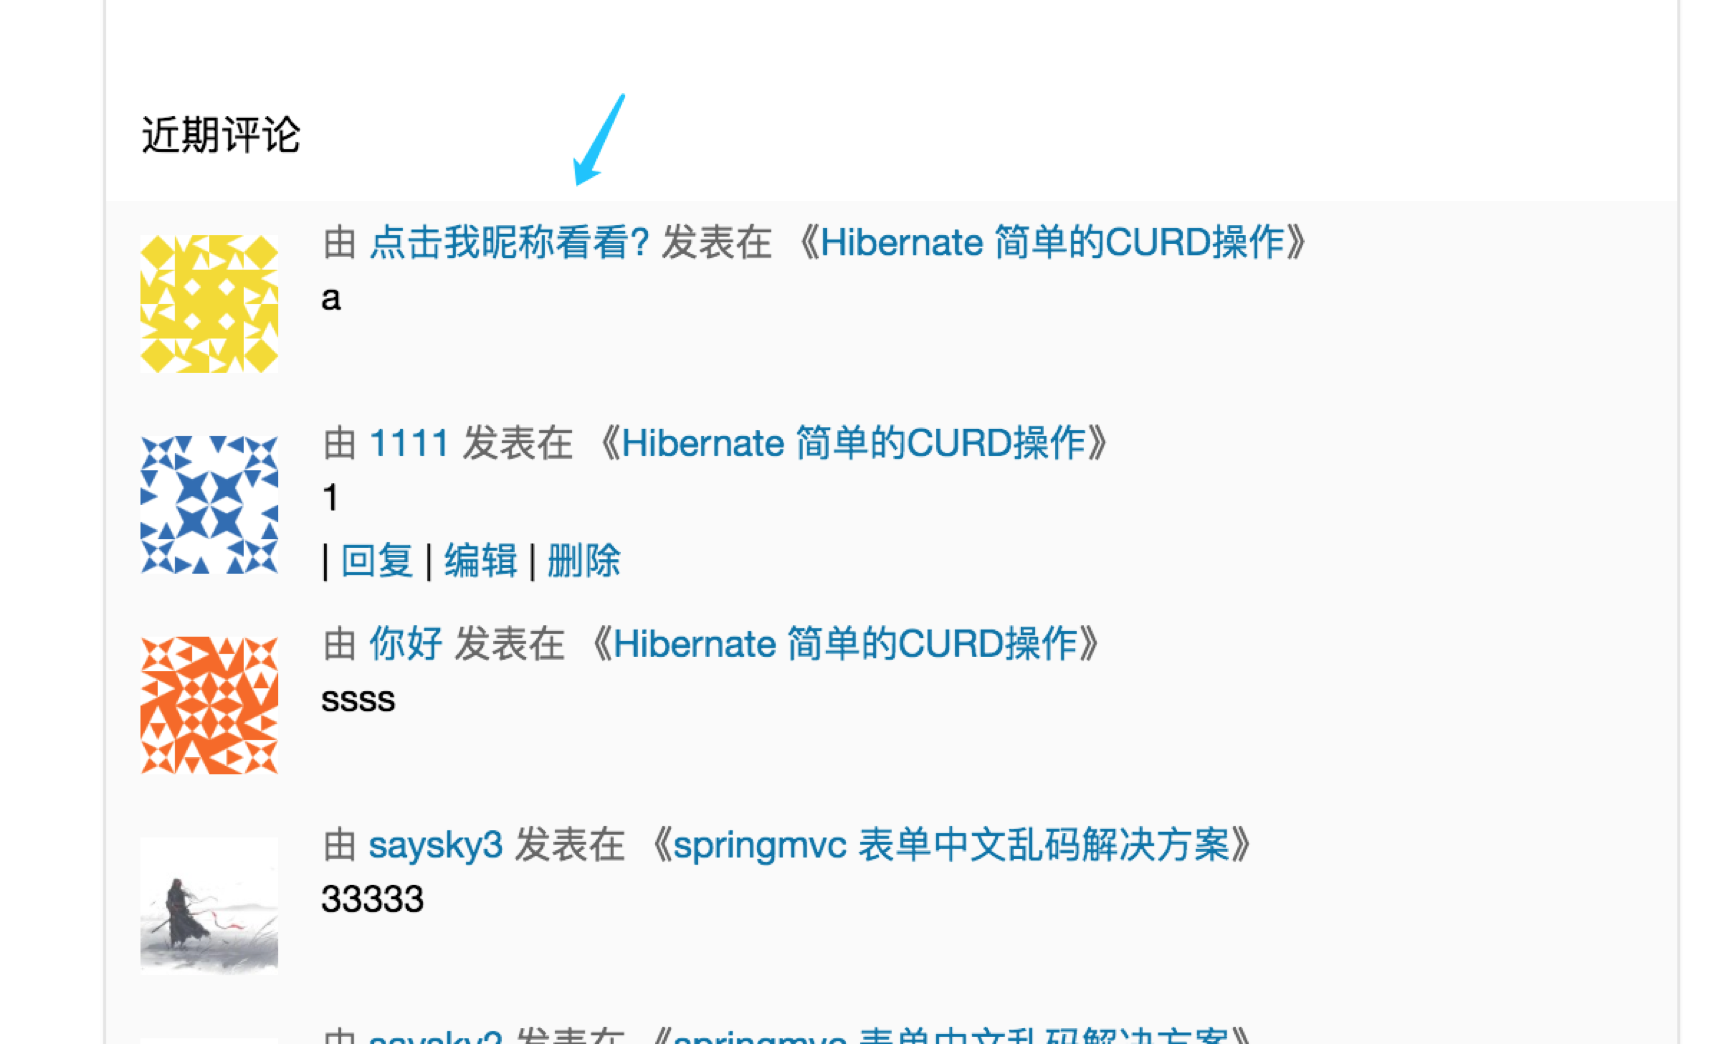 近期评论
由 点击我昵称看看? 发表在 《Hibernate 简单的CURD操作》
a
由 1111 发表在 《Hibernate 简单的CURD操作》
1
| 回复 | 编辑 | 删除
由 你好 发表在 《Hibernate 简单的CURD操作》
ssss
由 saysky3 发表在 《springmvc 表单中文乱码解决方案》
33333
由 saysky2 发表在 《springmvc 表单中文乱码解决方案》